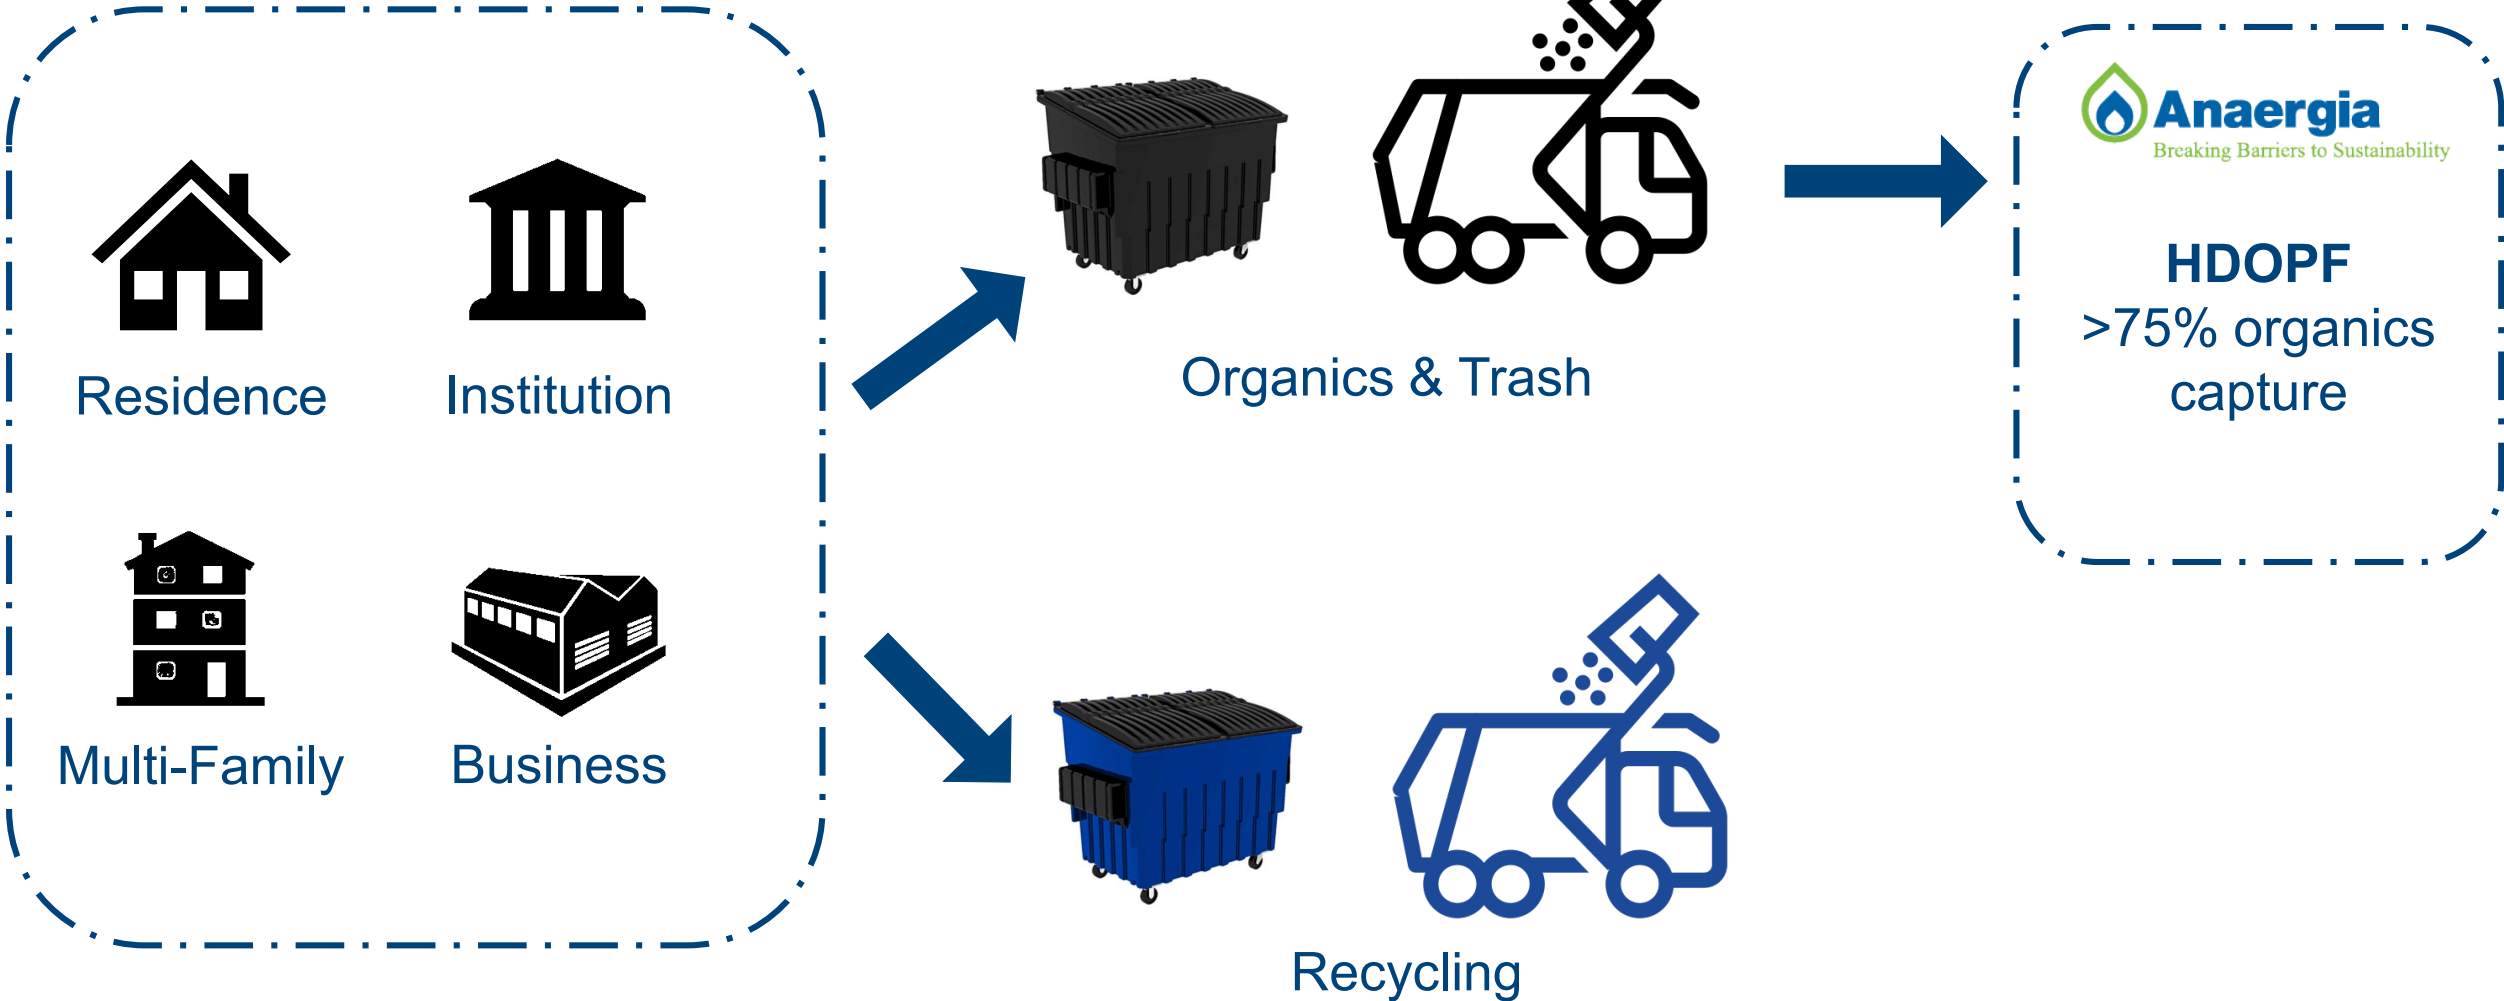 Residence
Institution
Multi-Family
Business
Organics & Trash
Recycling
Anaergia
Breaking Barriers to Sustainability
HDOPF
>75% organics
capture